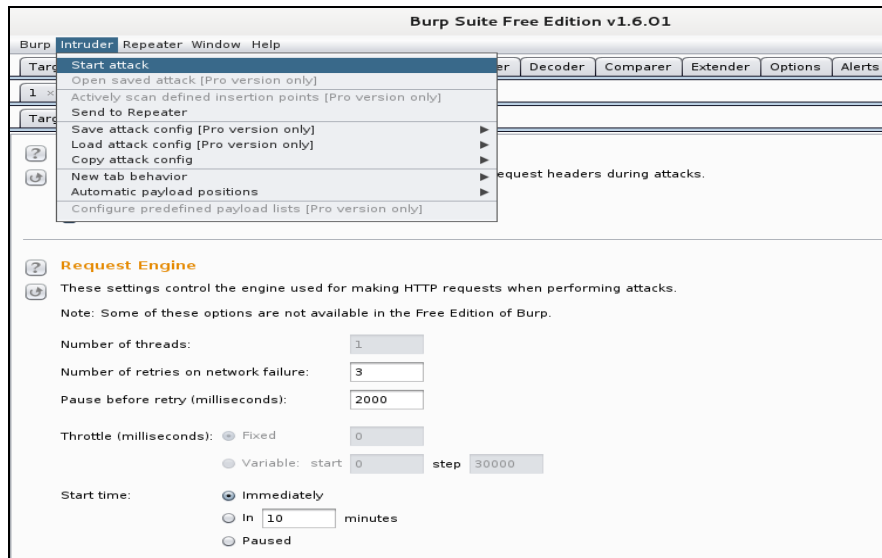 Burp Suite Free Edition v1.6.01
Burp Intruder Repeater Window Help
Start attack
Decoder Comparer Extender Options Alerts
Open saved attack [Pro version only]
1 ×
Actively scan defined insertion points [Pro version only]
Send to Repeater
Save attack config [Pro version only]
Load attack config [Pro version only]
Copy attack config
New tab behavior
equest headers during attacks.
Automatic payload positions
Configure predefined payload lists [Pro version only]
? Request Engine
These settings control the engine used for making HTTP requests when performing attacks.
Note: Some of these options are not available in the Free Edition of Burp.
Number of threads: 1
Number of retries on network failure: 3
Pause before retry (milliseconds): 2000
Throttle (milliseconds): Fixed 0
Variable: start 0 step 30000
Start time: Immediately
In 10 minutes
Paused